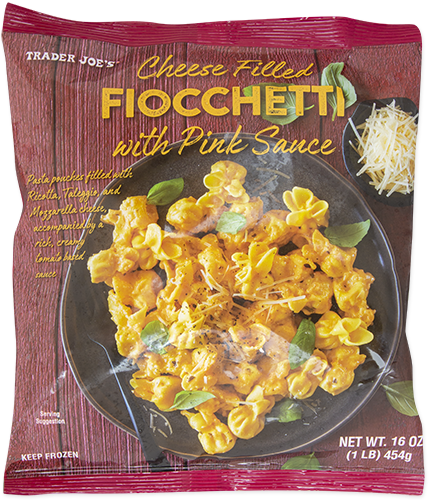 TRADER JOE'S
Cheese Filled
FIOCCHETTI
with Pink Sauce
Pasta pouches filled with
Ricotta, Taleggio, and
Mozzarella cheese,
accompanied by a
rich, creamy
tomato based
sauce
Serving
Suggestion
KEEP FROZEN
NET WT. 16 OZ
(1 LB) 454g